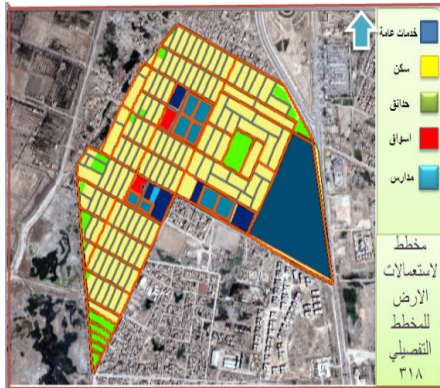 خدمات عامة
سكن
حدائق
اسواق
مدارس
مخطط
لاستعمالات
الارض
للمخطط
التفصيلي
٣١٨